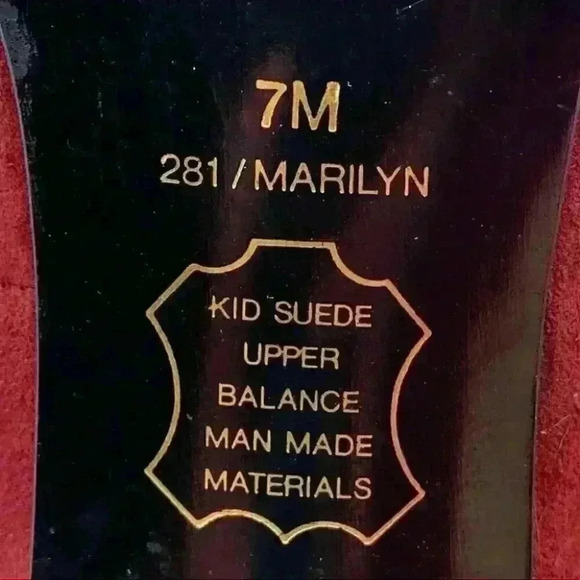 7M
281/MARILYN
KID SUEDE
UPPER
BALANCE
MAN MADE
MATERIALS